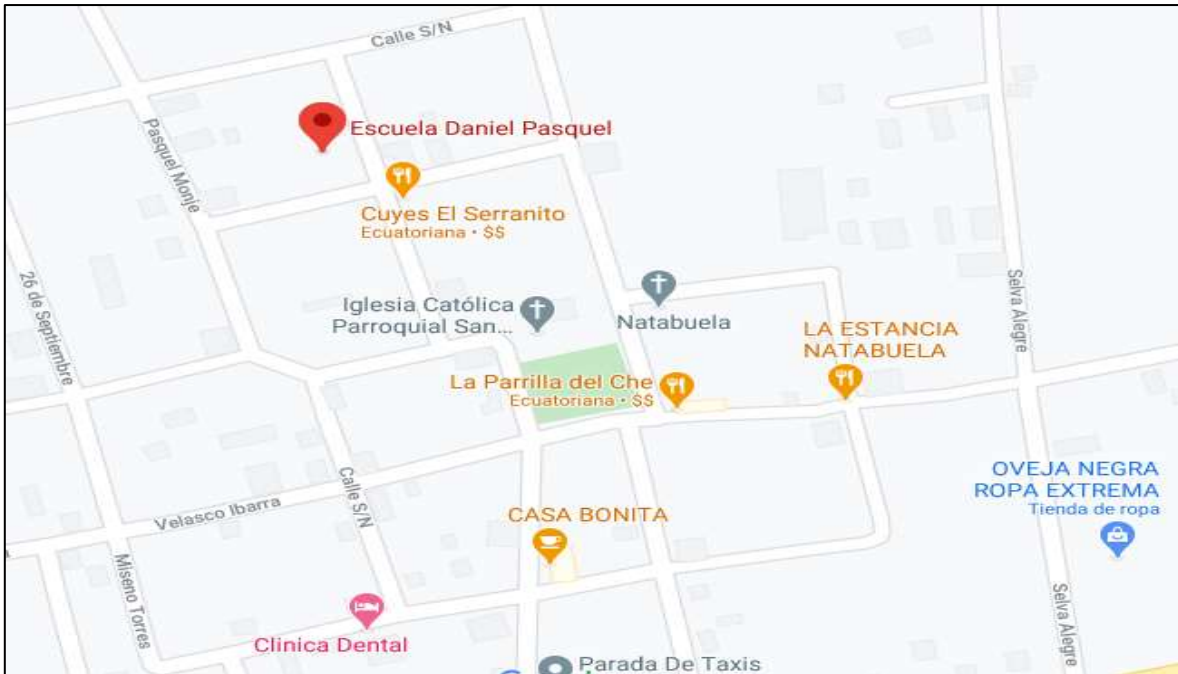 Calle S/N
Pasquel Monje
Escuela Daniel Pasquel
Cuyes El Serranito
Ecuatoriana • $$
26 de Septiembre
Iglesia Católica
Parroquial San...
Natabuela
Selva Alegre
LA ESTANCIA
NATABUELA
La Parrilla del Che
Ecuatoriana • $$
Calle S/N
Velasco Ibarra
CASA BONITA
OVEJA NEGRA
ROPA EXTREMA
Tienda de ropa
Miseno Torres
Selva Alegre
Clinica Dental
Parada De Taxis